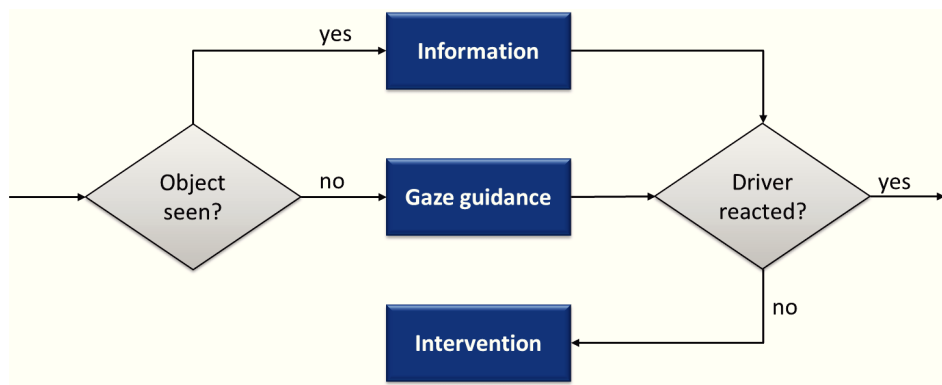 yes
Information
Object
seen?
no
Gaze guidance
Driver
reacted?
yes
no
Intervention